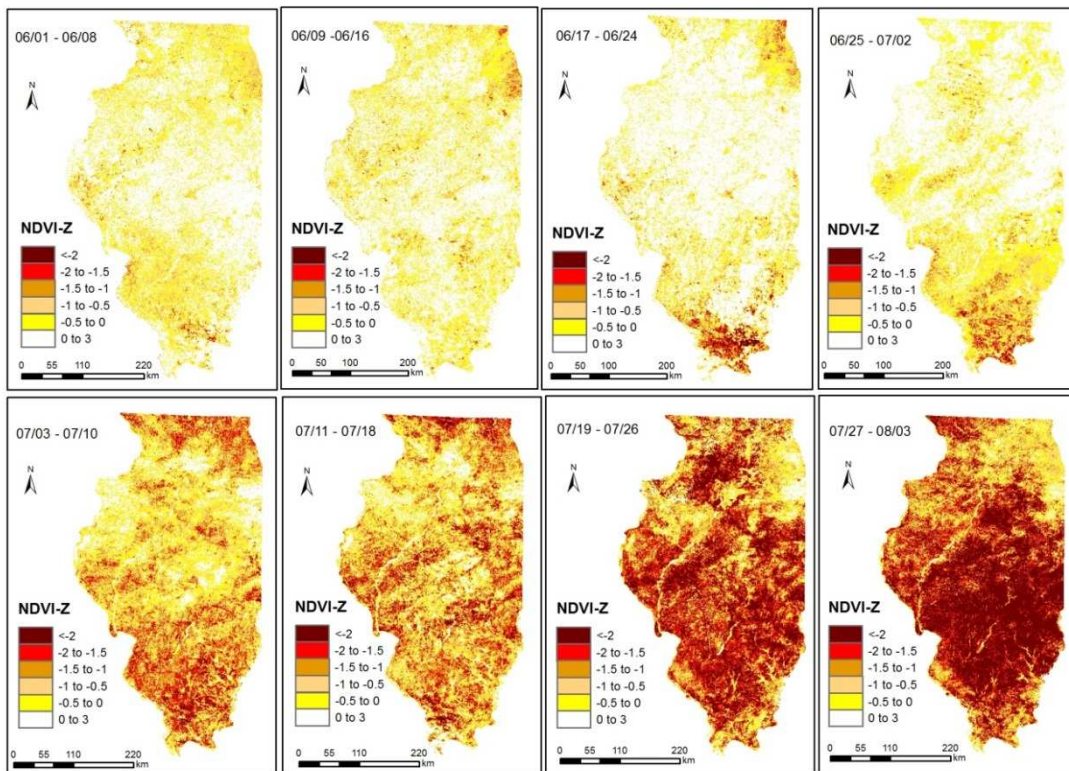 06/01 - 06/08
N
NDVI-Z
<-2
-2 to -1.5
-1.5 to -1
-1 to -0.5
-0.5 to 0
0 to 3
0 55 110 220
km
06/09 -06/16
N
NDVI-Z
<-2
-2 to -1.5
-1.5 to -1
-1 to -0.5
-0.5 to 0
0 to 3
0 50 100 200
km
06/17 - 06/24
N
NDVI-Z
<-2
-2 to -1.5
-1.5 to -1
-1 to -0.5
-0.5 to 0
0 to 3
0 50 100 200
km
06/25 - 07/02
N
NDVI-Z
<-2
-2 to -1.5
-1.5 to -1
-1 to -0.5
-0.5 to 0
0 to 3
0 50 100 200
km
07/03 - 07/10
N
NDVI-Z
<-2
-2 to -1.5
-1.5 to -1
-1 to -0.5
-0.5 to 0
0 to 3
0 55 110 220
km
07/11 - 07/18
N
NDVI-Z
<-2
-2 to -1.5
-1.5 to -1
-1 to -0.5
-0.5 to 0
0 to 3
0 55 110 220
km
07/19 - 07/26
N
NDVI-Z
<-2
-2 to -1.5
-1.5 to -1
-1 to -0.5
-0.5 to 0
0 to 3
0 55 110 220
km
07/27 - 08/03
N
NDVI-Z
<-2
-2 to -1.5
-1.5 to -1
-1 to -0.5
-0.5 to 0
0 to 3
0 55 110 220
km